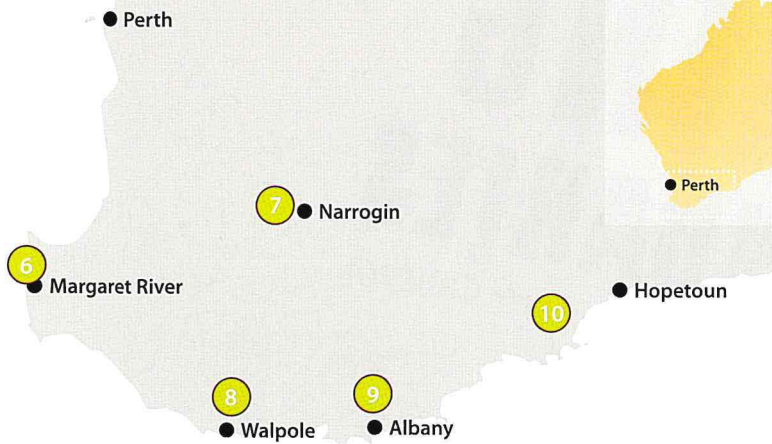 Perth
Perth
7
Narrogin
6
Margaret River
Hopetoun
10
8
9
Walpole
Albany